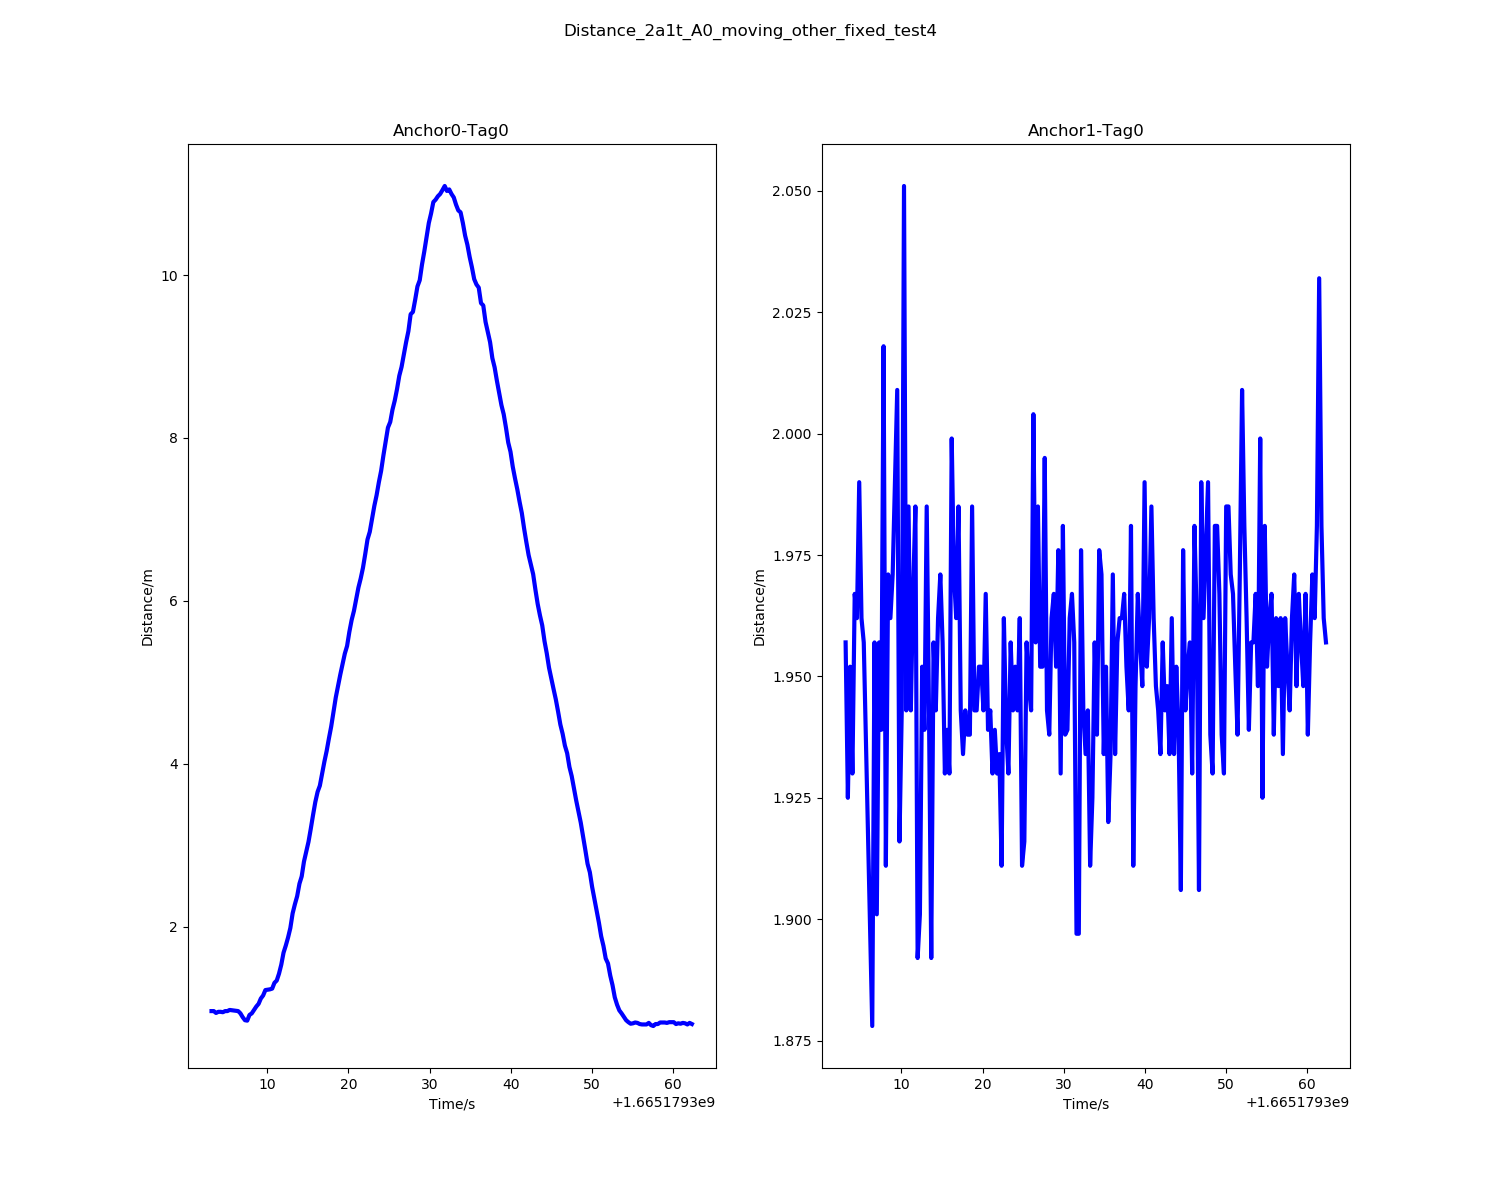 Distance_2a1t_A0_moving_other_fixed_test4
Anchor0-Tag0
Distance/m
10
8
6
4
2
10 20 30 40 50 60
Time/s
+1.6651793e9
Anchor1-Tag0
Distance/m
2.050
2.025
2.000
1.975
1.950
1.925
1.900
1.875
10 20 30 40 50 60
Time/s
+1.6651793e9